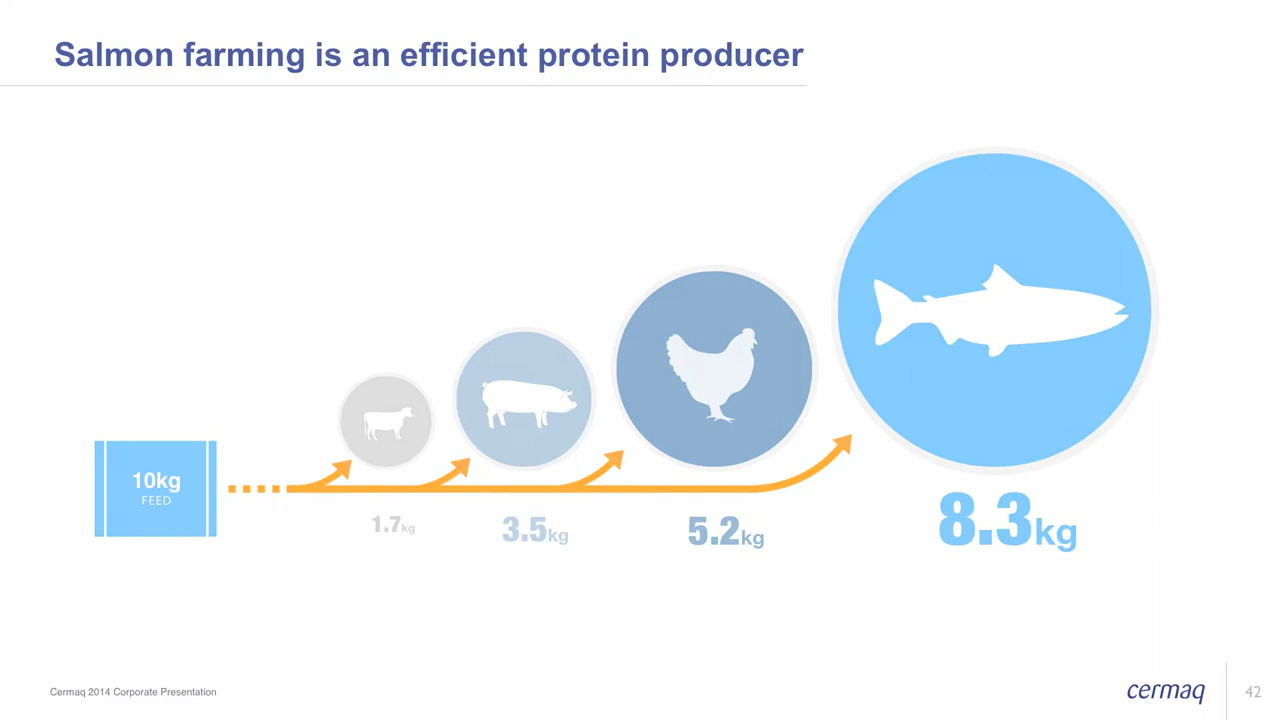 Salmon farming is an efficient protein producer
10kg
FEED
1.7kg
3.5kg
5.2kg
8.3kg
Cermaq 2014 Corporate Presentation
cermaq
42